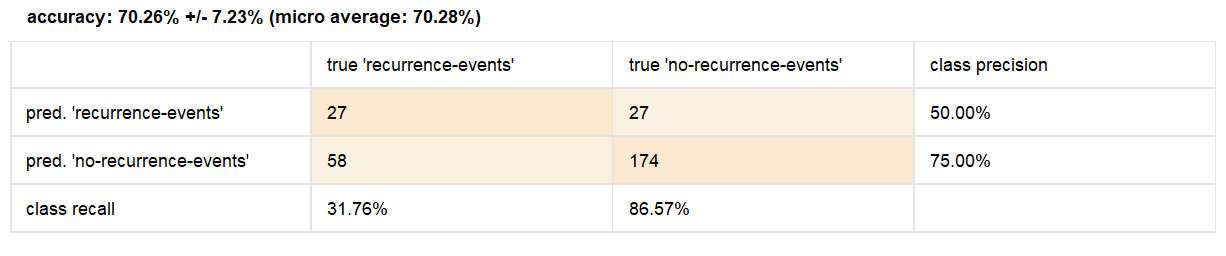 accuracy: 70.26% +/- 7.23% (micro average: 70.28%)
true 'recurrence-events' true 'no-recurrence-events' class precision
pred. 'recurrence-events' 27 27 50.00%
pred. 'no-recurrence-events' 58 174 75.00%
class recall 31.76% 86.57%